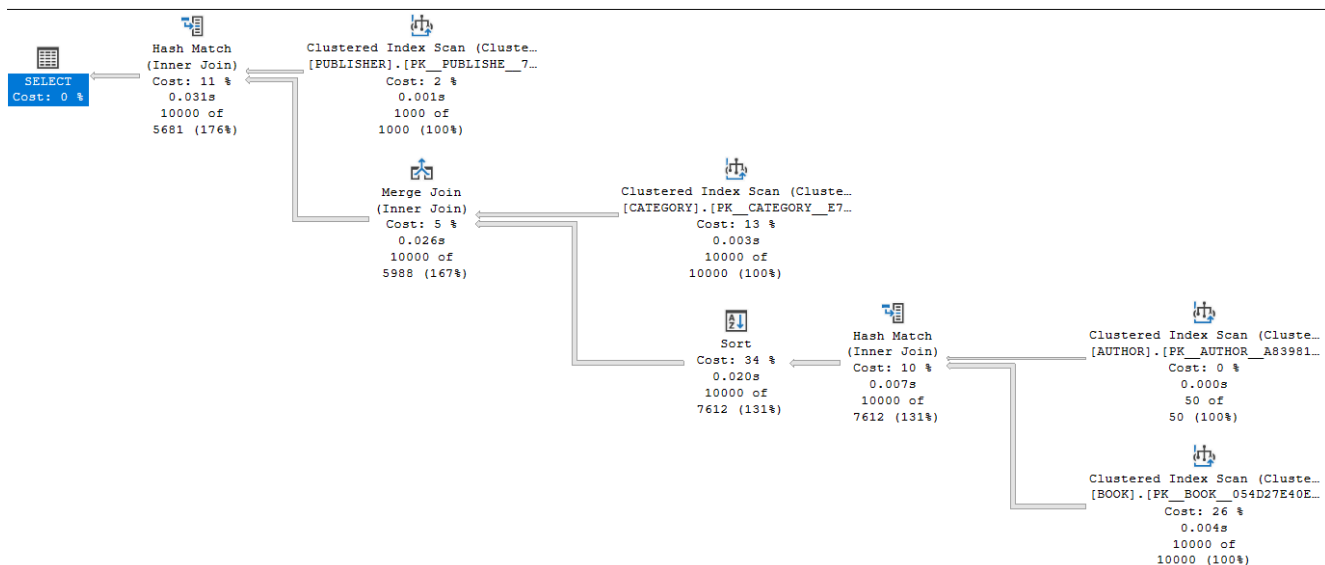 SELECT
Cost: 0 %
Hash Match
(Inner Join)
Cost: 11 %
0.031s
10000 of
5681 (176%)
Clustered Index Scan (Cluste…
[PUBLISHER].[PK__PUBLISHE__7…
Cost: 2 %
0.001s
1000 of
1000 (100%)
Merge Join
(Inner Join)
Cost: 5 %
0.026s
10000 of
5988 (167%)
Clustered Index Scan (Cluste…
[CATEGORY].[PK__CATEGORY__E7…
Cost: 13 %
0.003s
10000 of
10000 (100%)
Sort
Cost: 34 %
0.020s
10000 of
7612 (131%)
Hash Match
(Inner Join)
Cost: 10 %
0.007s
10000 of
7612 (131%)
Clustered Index Scan (Cluste…
[AUTHOR].[PK__AUTHOR__A83981…
Cost: 0 %
0.000s
50 of
50 (100%)
Clustered Index Scan (Cluste…
[BOOK].[PK__BOOK__054D27E40E…
Cost: 26 %
0.004s
10000 of
10000 (100%)